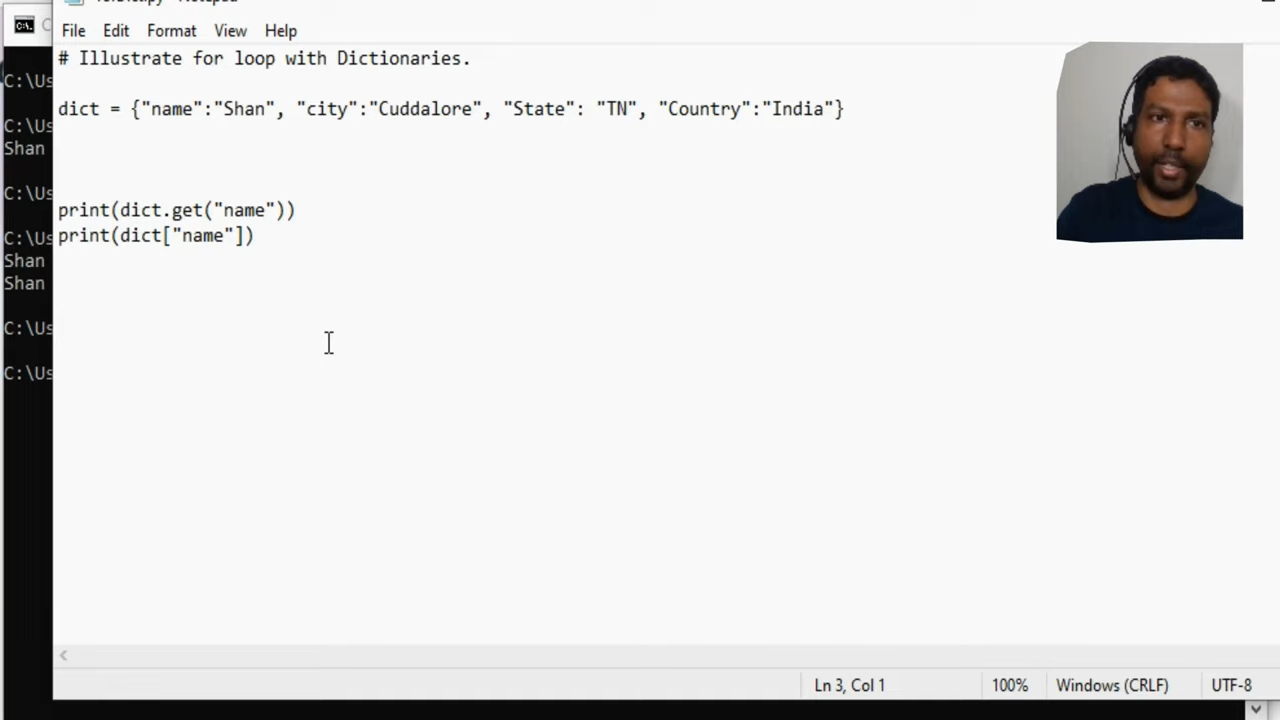 File Edit Format View Help
# Illustrate for loop with Dictionaries.
dict = {"name":"Shan", "city":"Cuddalore", "State": "TN", "Country":"India"}
print(dict.get("name"))
print(dict["name"])
C:\Us
C:\Us
Shan
C:\Us
C:\Us
Shan
Shan
C:\Us
C:\Us
Ln 3, Col 1 100% Windows (CRLF) UTF-8